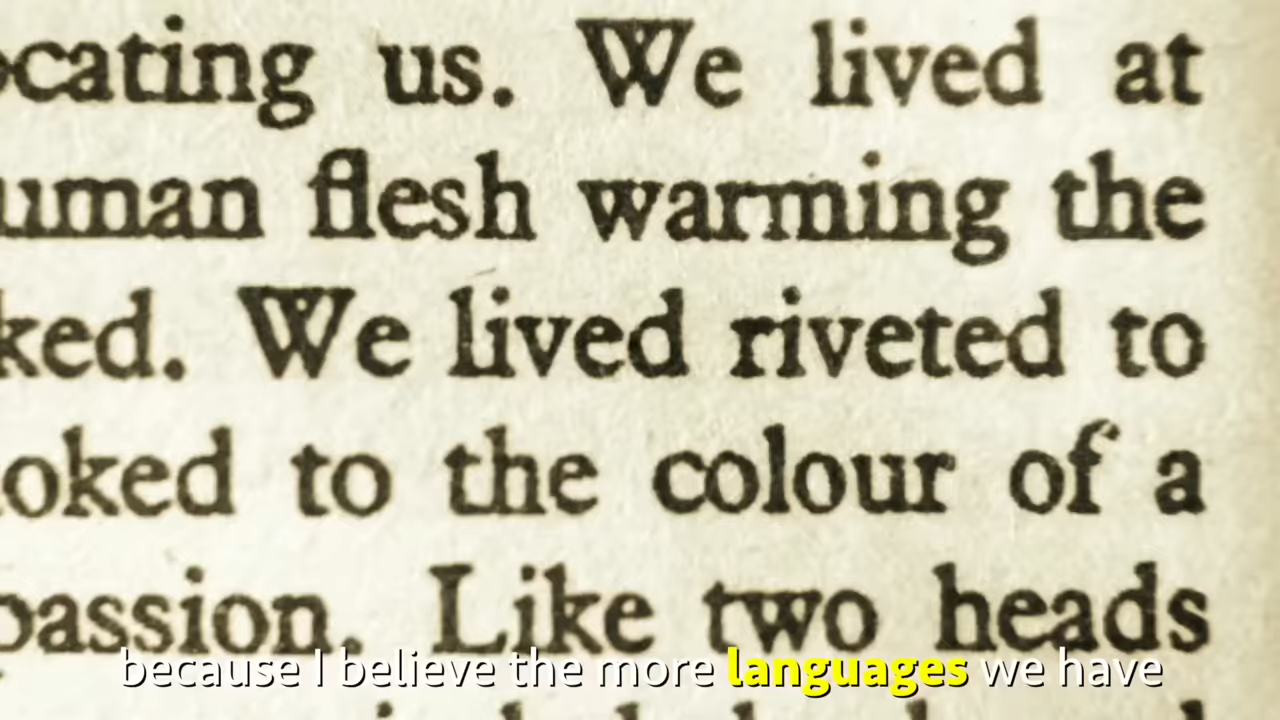 ocating us. We lived at
uman flesh warming the
ked. We lived riveted to
oked to the colour of a
passion. Like two heads
because I believe the more languages we have